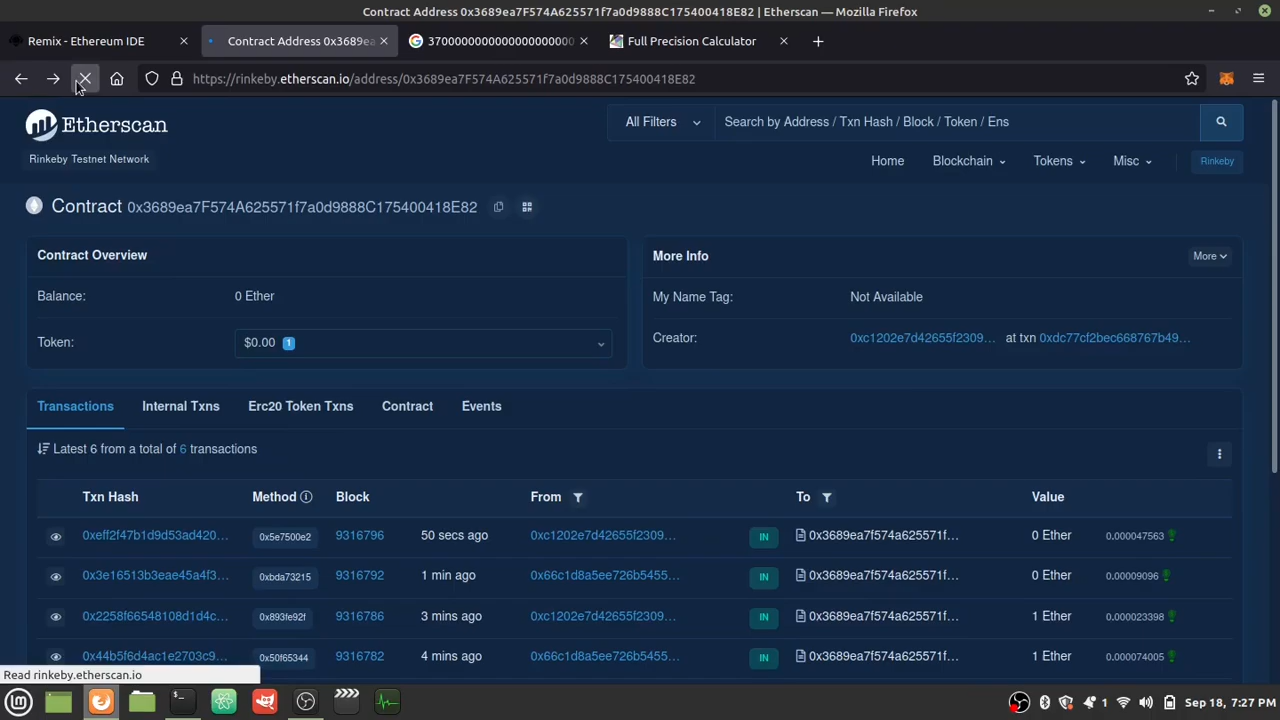 Contract Address 0x3689ea7F574A625571f7a0d9888C175400418E82 | Etherscan — Mozilla Firefox
Remix - Ethereum IDE
Contract Address 0x3689ea
37000000000000000000
Full Precision Calculator
https://rinkeby.etherscan.io/address/0x3689ea7F574A625571f7a0d9888C175400418E82
Etherscan
All Filters
Search by Address / Txn Hash / Block / Token / Ens
Rinkeby Testnet Network
Home
Blockchain
Tokens
Misc
Rinkeby
Contract 0x3689ea7F574A625571f7a0d9888C175400418E82
Contract Overview
More Info
More
Balance:
0 Ether
My Name Tag:
Not Available
Token:
$0.00 1
Creator:
0xc1202e7d42655f2309... at txn 0xdc77cf2bec668767b49...
Transactions
Internal Txns
Erc20 Token Txns
Contract
Events
Latest 6 from a total of 6 transactions
Txn Hash Method Block From To Value
0xeff2f47b1d9d53ad420... 0x5e7500e2 9316796 50 secs ago 0xc1202e7d42655f2309... IN 0x3689ea7f574a625571f... 0 Ether 0.000047563
0x3e16513b3eae45a4f3... 0xbda73215 9316792 1 min ago 0x66c1d8a5ee726b5455... IN 0x3689ea7f574a625571f... 0 Ether 0.00009096
0x2258f66548108d1d4c... 0x893fe92f 9316786 3 mins ago 0xc1202e7d42655f2309... IN 0x3689ea7f574a625571f... 1 Ether 0.000023398
0x44b5f6d4ac1e2703c9... 0x50f65344 9316782 4 mins ago 0x66c1d8a5ee726b5455... IN 0x3689ea7f574a625571f... 1 Ether 0.000074005
Read rinkeby.etherscan.io
1
Sep 18, 7:27 PM